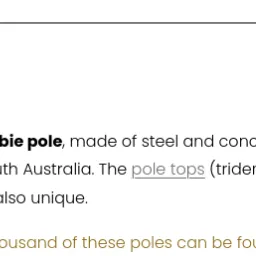 bie pole, made of steel and conc
uth Australia. The pole tops (trider
also unique.
ousand of these poles can be fou